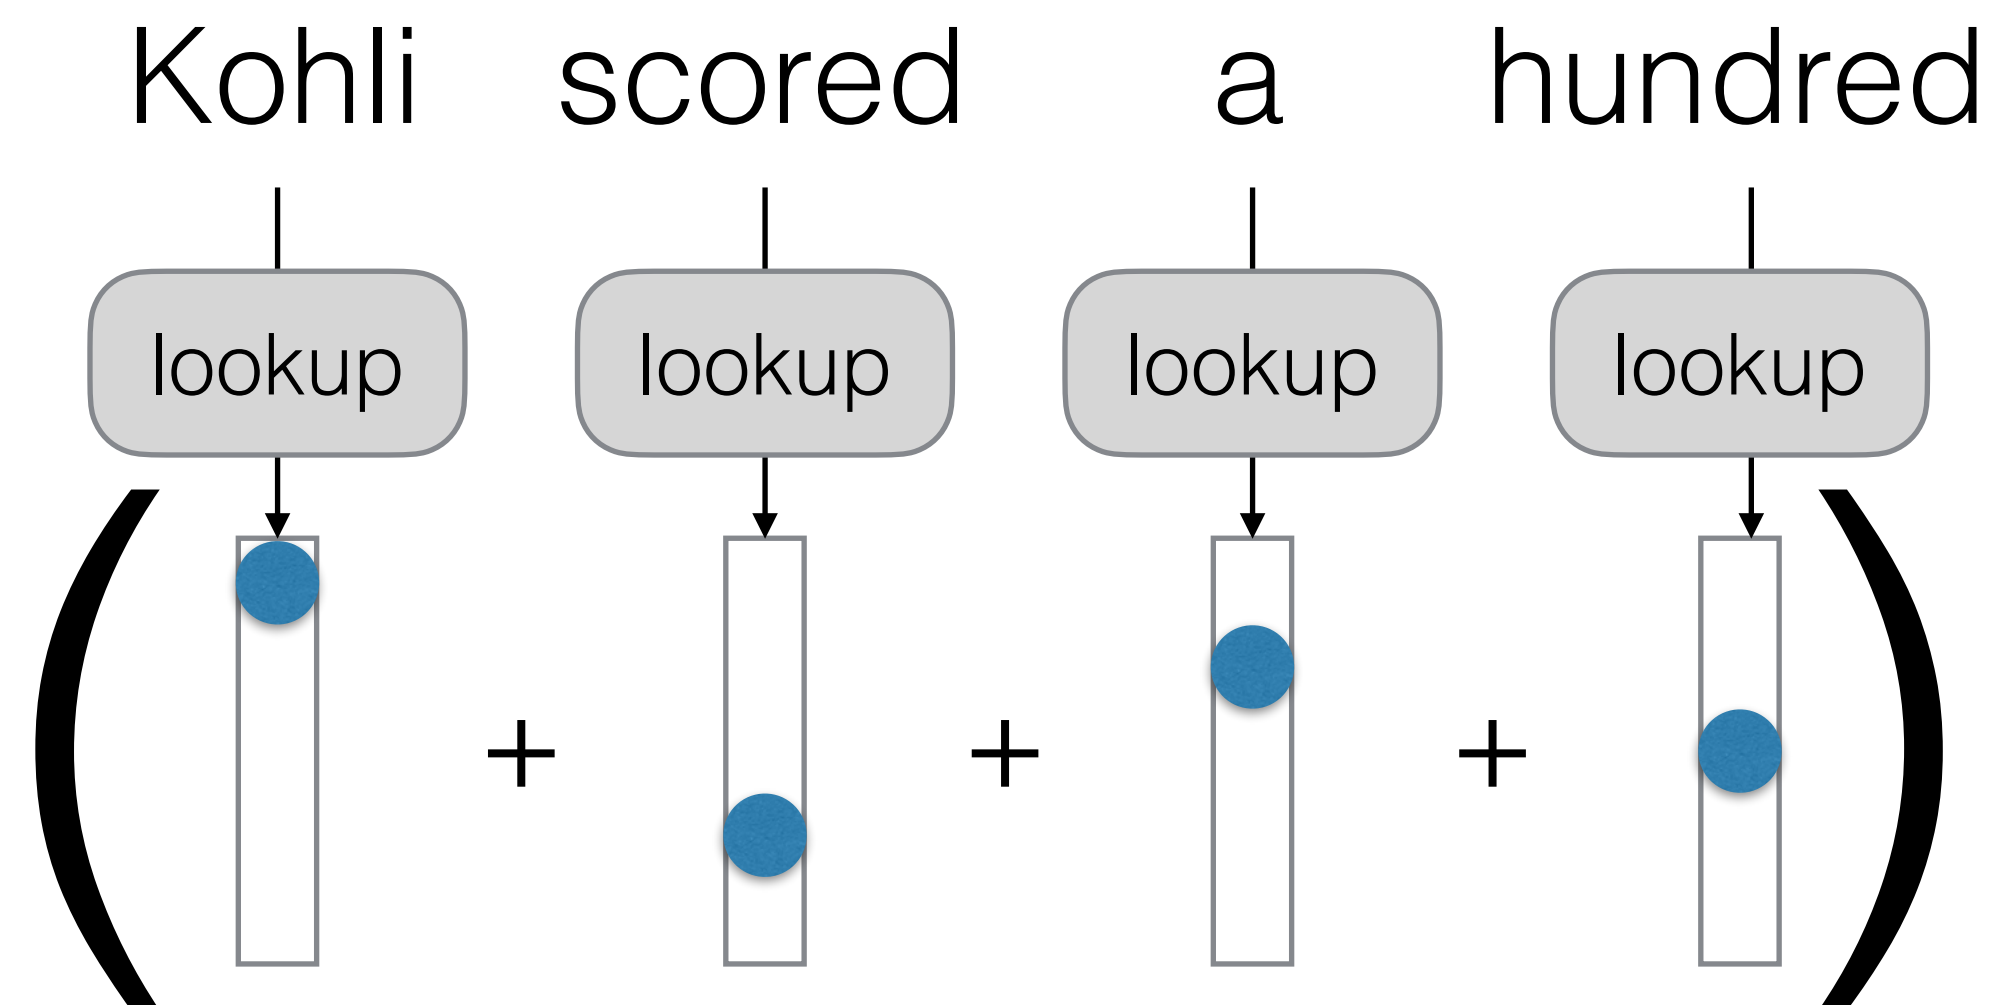 Kohli scored a hundred
lookup lookup lookup lookup
( + + + )